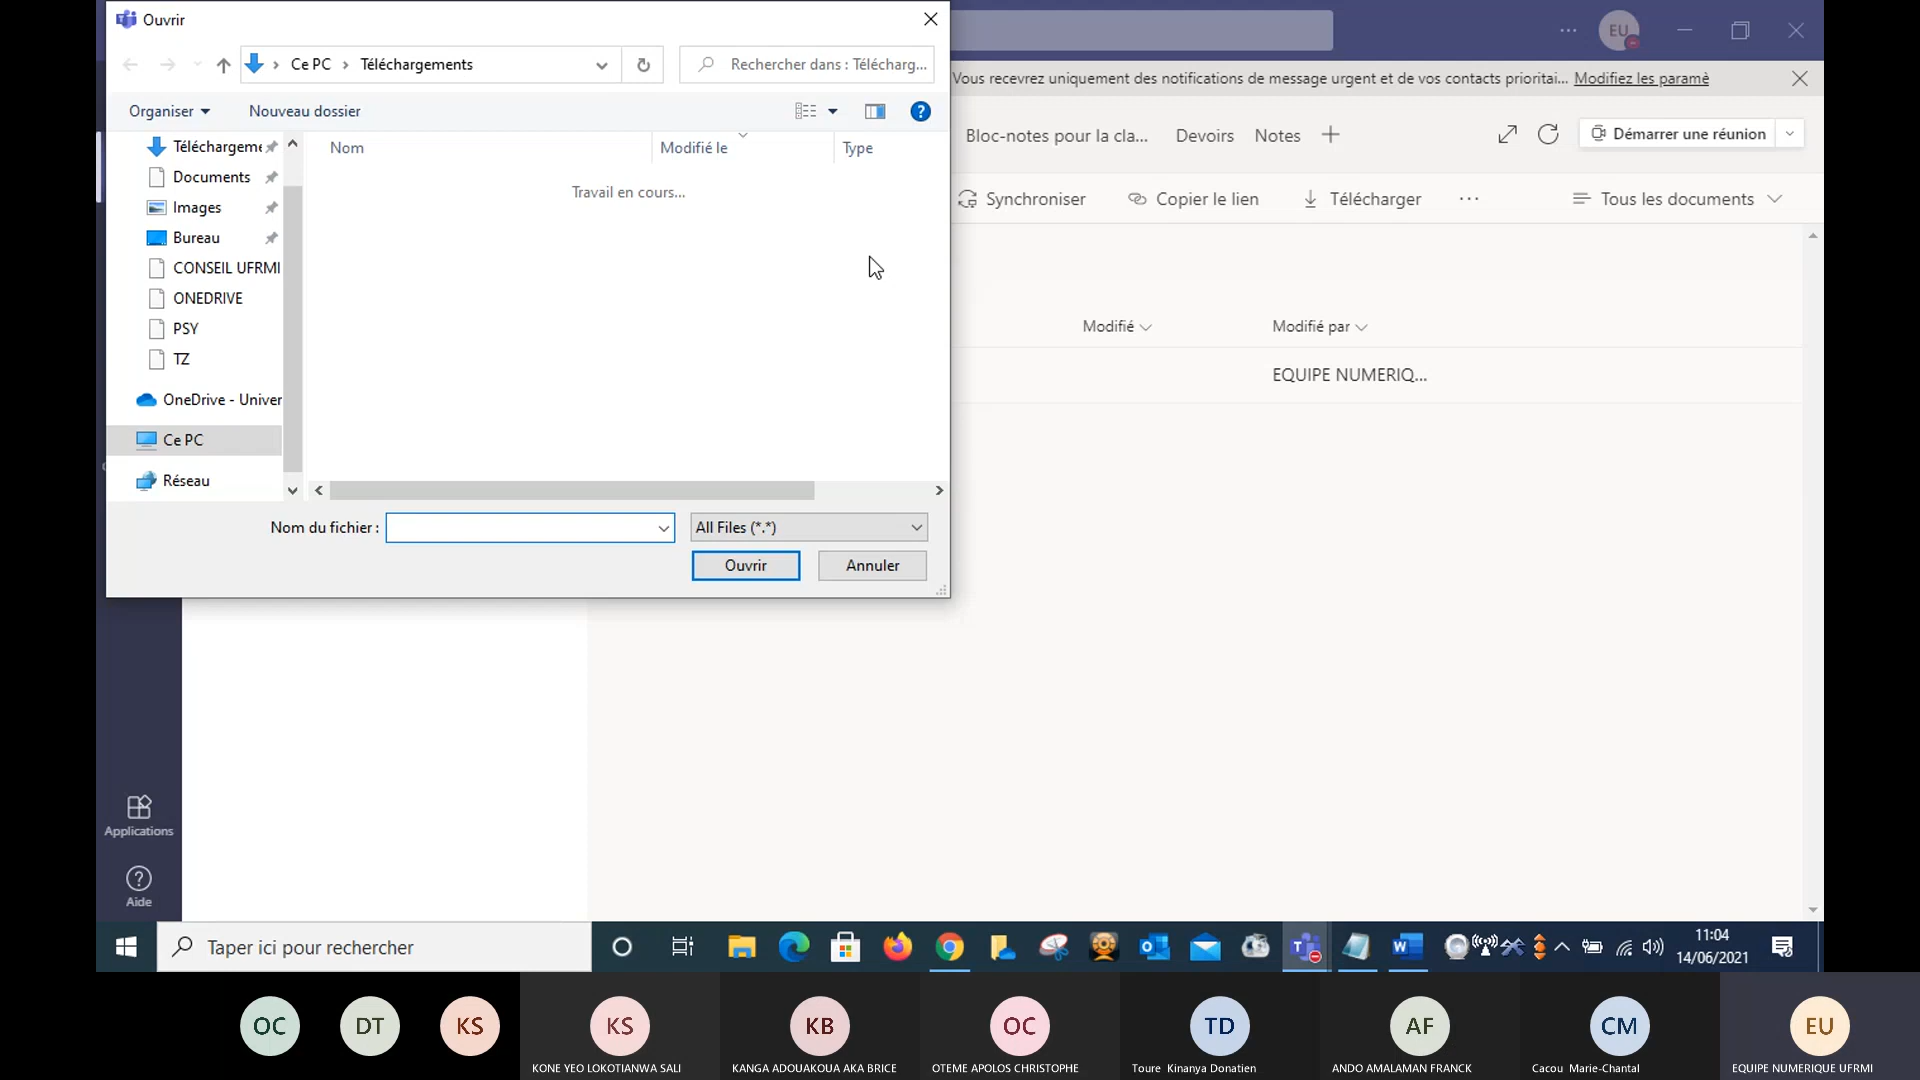 Ouvrir
Ce PC > Téléchargements
Rechercher dans : Télécharg...
Organiser
Nouveau dossier
Téléchargeme
Documents
Images
Bureau
CONSEIL UFRMI
ONEDRIVE
PSY
TZ
OneDrive - Univer
Ce PC
Réseau
Nom
Modifié le
Type
Travail en cours...
Nom du fichier :
All Files (*.*)
Ouvrir
Annuler
EU
Vous recevrez uniquement des notifications de message urgent et de vos contacts prioritai... Modifiez les paramè
Bloc-notes pour la cla...
Devoirs
Notes
Démarrer une réunion
Synchroniser
Copier le lien
Télécharger
Tous les documents
Modifié
Modifié par
EQUIPE NUMERIQ...
Applications
Aide
Taper ici pour rechercher
11:04
14/06/2021
OC
DT
KS
KS
KONE YEO LOKOTIANWA SALI
KB
KANGA ADOUAKOUA AKA BRICE
OC
OTEME APOLOS CHRISTOPHE
TD
Toure Kinanya Donatien
AF
ANDO AMALAMAN FRANCK
CM
Cacou Marie-Chantal
EU
EQUIPE NUMERIQUE UFRMI